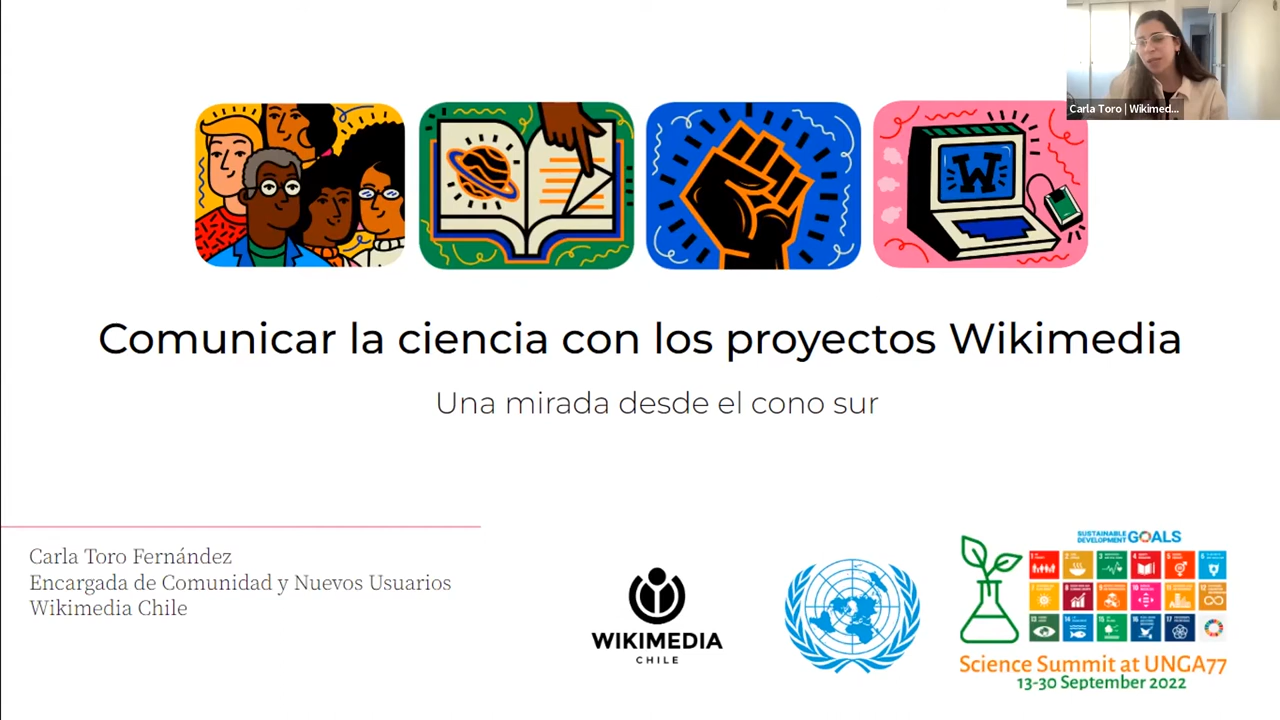 Carla Toro | Wikimed...
W
Comunicar la ciencia con los proyectos Wikimedia
Una mirada desde el cono sur
Carla Toro Fernández
Encargada de Comunidad y Nuevos Usuarios
Wikimedia Chile
WIKIMEDIA
CHILE
SUSTAINABLE
DEVELOPMENT GOALS
Science Summit at UNGA77
13-30 September 2022